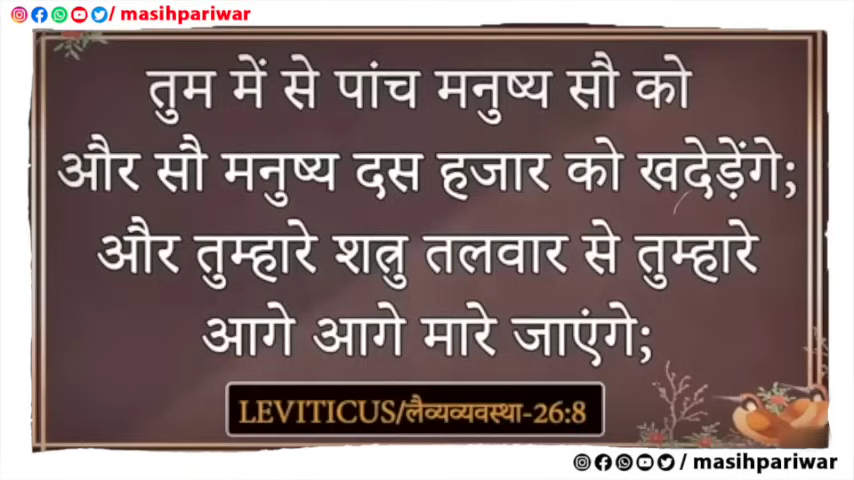 / masihpariwar
तुम में से पांच मनुष्य सौ को
और सौ मनुष्य दस हजार को खदेड़ेंगे;
और तुम्हारे शत्रु तलवार से तुम्हारे
आगे आगे मारे जाएंगे;
LEVITICUS/लैव्यव्यवस्था-26:8
/ masihpariwar